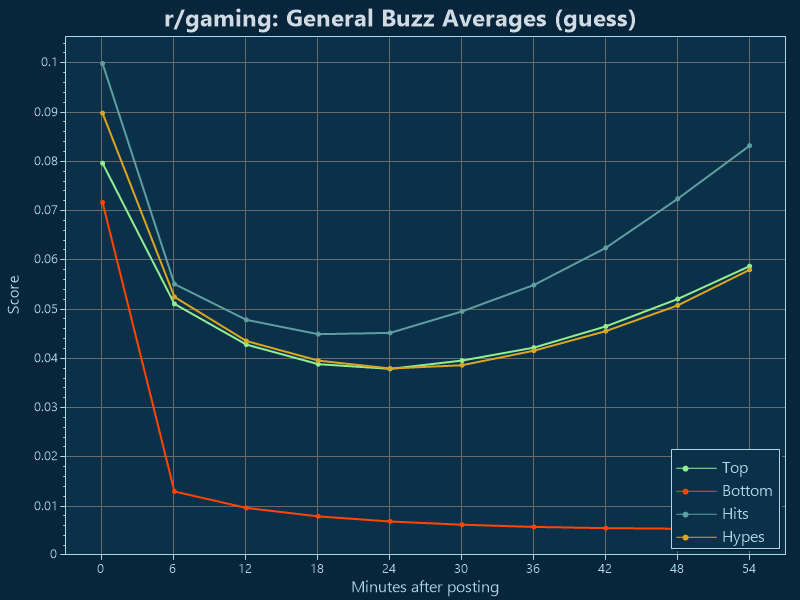 r/gaming: General Buzz Averages (guess)
0.1
0.09
0.08
0.07
0.06
0.05
0.04
0.03
0.02
0.01
0
Score
0 6 12 18 24 30 36 42 48 54
Minutes after posting
Top
Bottom
Hits
Hypes